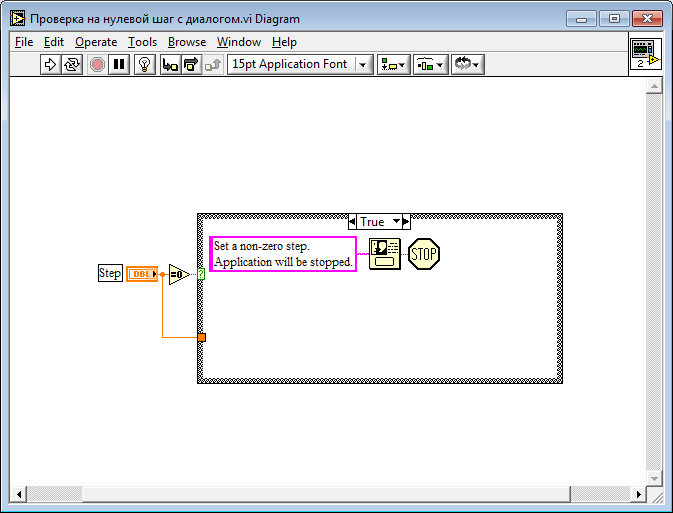 Проверка на нулевой шаг с диалогом.vi Diagram
File Edit Operate Tools Browse Window Help
15pt Application Font
2
True
Set a non-zero step.
Application will be stopped.
STOP
Step
DBL
=0
?